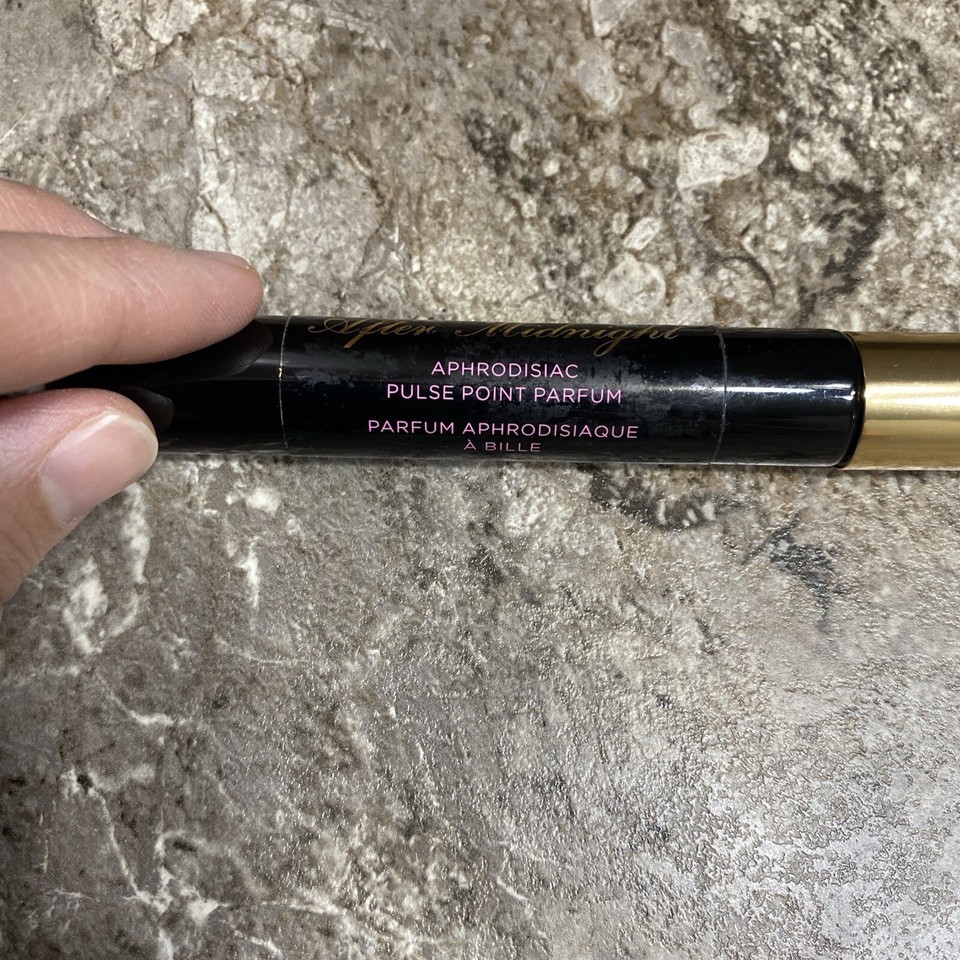 After Midnight
APHRODISIAC
PULSE POINT PARFUM
PARFUM APHRODISIAQUE
À BILLE